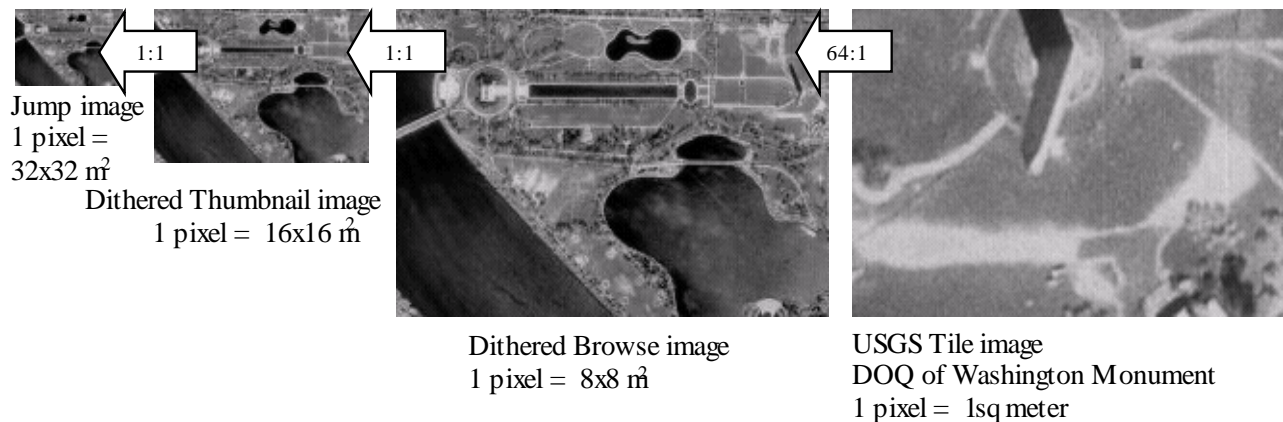 1:1
1:1
64:1
Jump image
1 pixel =
32x32 m²
Dithered Thumbnail image
1 pixel = 16x16 m²
Dithered Browse image
1 pixel = 8x8 m²
USGS Tile image
DOQ of Washington Monument
1 pixel = 1sq meter